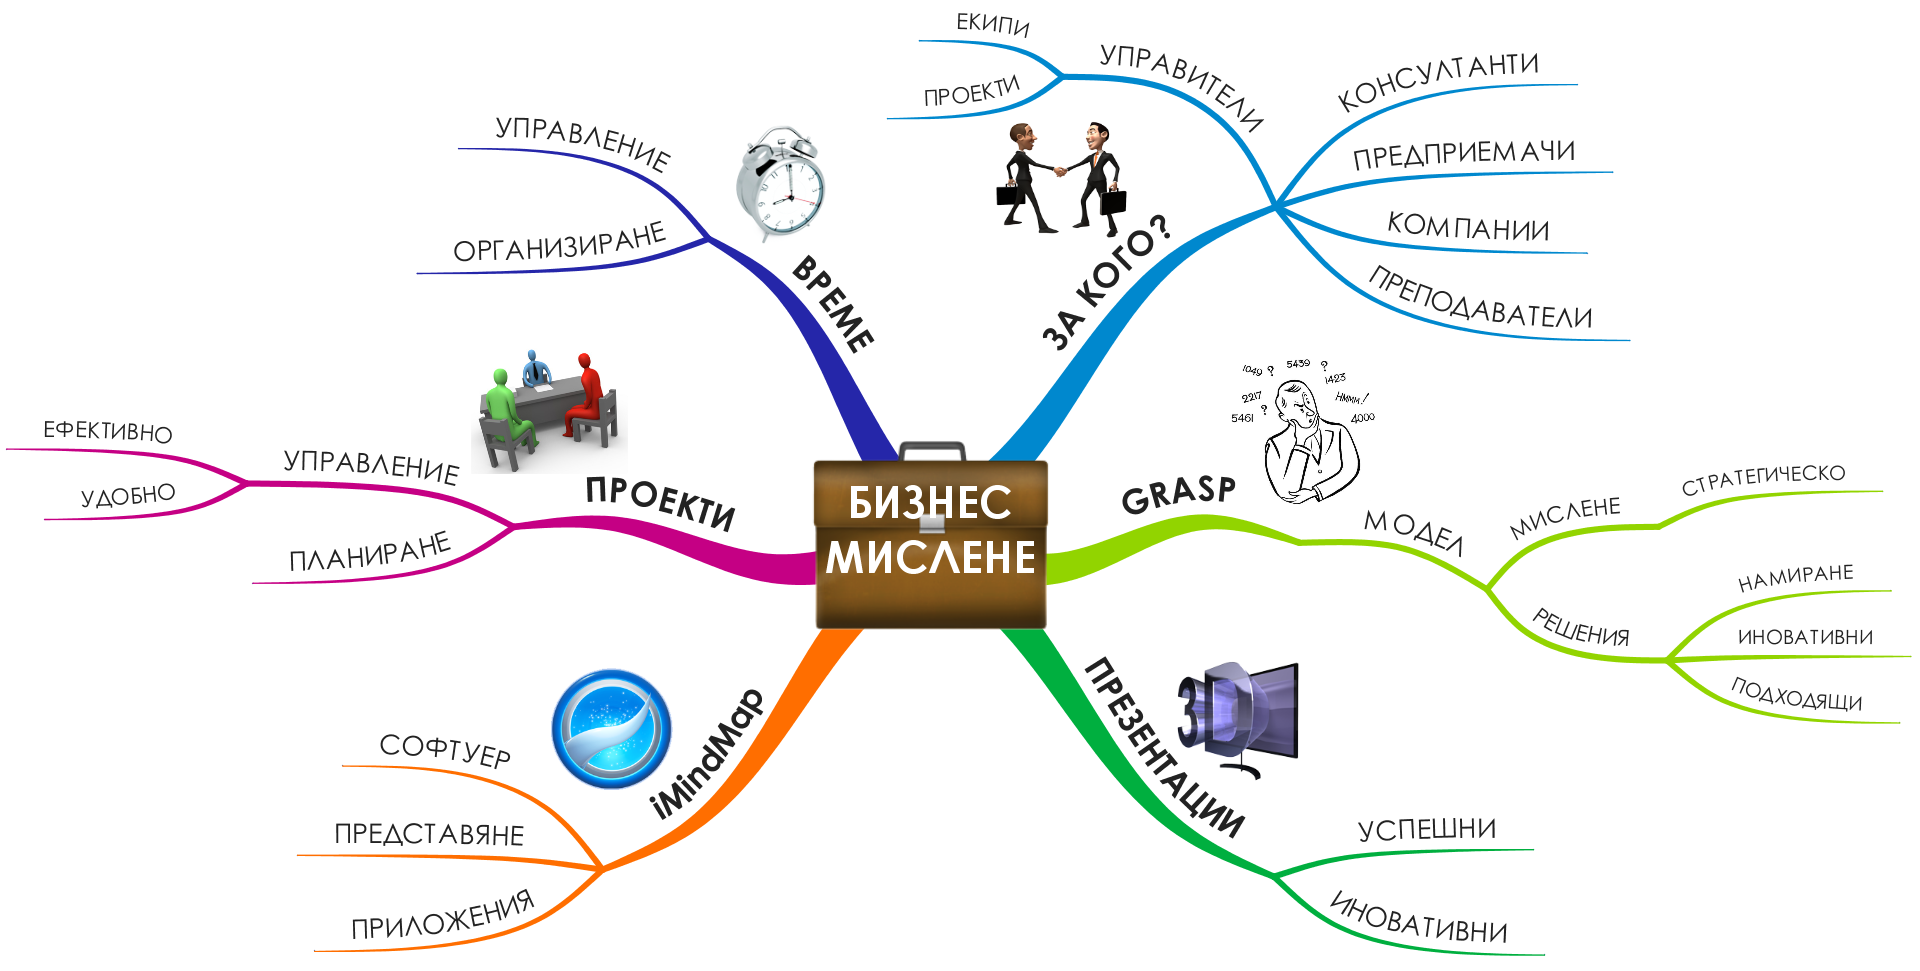 БИЗНЕС
МИСЛЕНЕ
ЗА КОГО?
УПРАВИТЕЛИ
ЕКИПИ
ПРОЕКТИ
КОНСУЛТАНТИ
ПРЕДПРИЕМАЧИ
КОМПАНИИ
ПРЕПОДАВАТЕЛИ
GRASP
1049 ? 5439 ?
1423
2217 ?
HMMM!
5461
4000
МОДЕЛ
МИСЛЕНЕ
СТРАТЕГИЧЕСКО
РЕШЕНИЯ
НАМИРАНЕ
ИНОВАТИВНИ
ПОДХОДЯЩИ
ПРЕЗЕНТАЦИИ
3
УСПЕШНИ
ИНОВАТИВНИ
iMindMap
СОФТУЕР
ПРЕДСТАВЯНЕ
ПРИЛОЖЕНИЯ
ПРОЕКТИ
УПРАВЛЕНИЕ
ЕФЕКТИВНО
УДОБНО
ПЛАНИРАНЕ
ВРЕМЕ
УПРАВЛЕНИЕ
ОРГАНИЗИРАНЕ